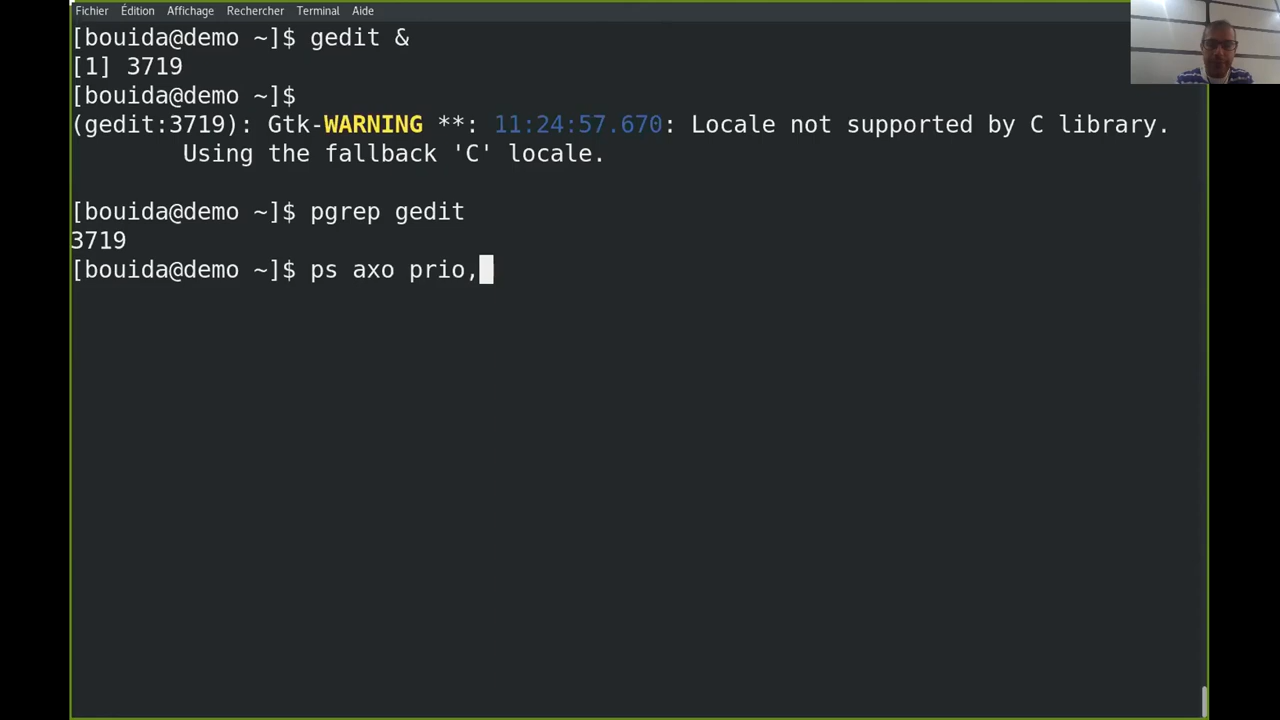 Fichier Édition Affichage Rechercher Terminal Aide
[bouida@demo ~]$ gedit &
[1] 3719
[bouida@demo ~]$
(gedit:3719): Gtk-WARNING **: 11:24:57.670: Locale not supported by C library.
Using the fallback 'C' locale.
[bouida@demo ~]$ pgrep gedit
3719
[bouida@demo ~]$ ps axo prio,